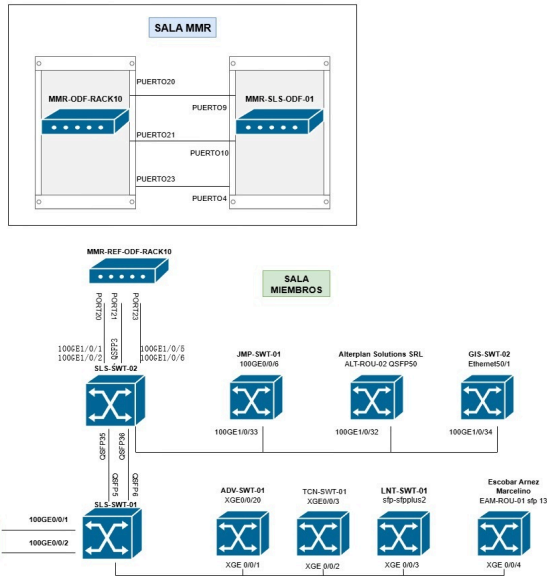 SALA MMR
PUERTO20
MMR-ODF-RACK10
MMR-SLS-ODF-01
PUERTO9
PUERTO21
PUERTO10
PUERTO23
PUERTO4
MMR-REF-ODF-RACK10
SALA
MIEMBROS
PORT20
PORT21
PORT23
100GE1/0/1
100GE1/0/2
QSFP3
100GE1/0/5
100GE1/0/6
SLS-SWT-02
JMP-SWT-01
100GE0/0/6
Alterplan Solutions SRL
ALT-ROU-02 QSFP50
GIS-SWT-02
Ethernet50/1
100GE1/0/33
100GE1/0/32
100GE1/0/34
QSFP35
QSFP36
QSFP5
QSFP6
SLS-SWT-01
100GE0/0/1
100GE0/0/2
ADV-SWT-01
XGE0/0/20
TCN-SWT-01
XGE0/0/3
LNT-SWT-01
sfp-sfpplus2
Escobar Arnez
Marcelino
EAM-ROU-01 sfp 13
XGE 0/0/1
XGE 0/0/2
XGE 0/0/3
XGE 0/0/4